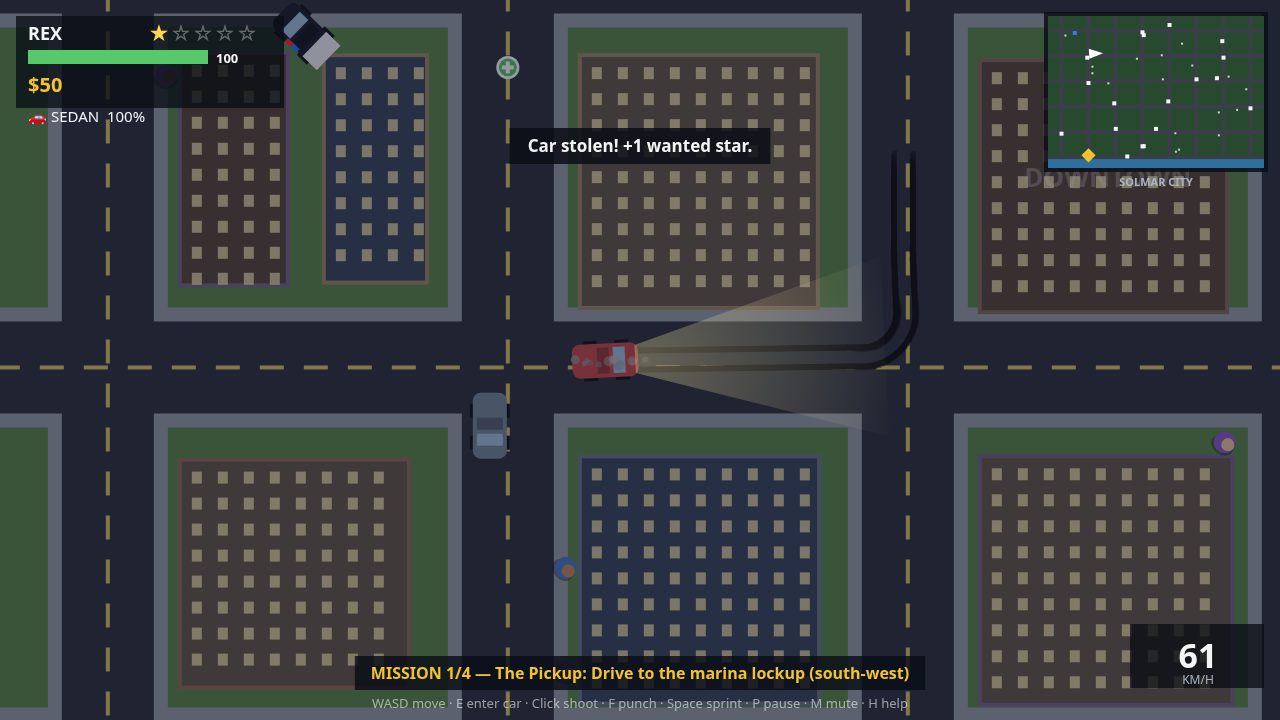 REX
100
$50
SEDAN 100%
Car stolen! +1 wanted star.
DOWNTOWN
SOLMAR CITY
MISSION 1/4 — The Pickup: Drive to the marina lockup (south-west)
61
KM/H
WASD move · E enter car · Click shoot · F punch · Space sprint · P pause · M mute · H help